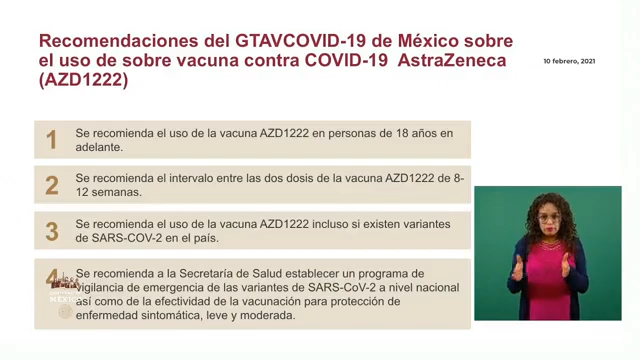 Recomendaciones del GTAVCOVID-19 de México sobre
el uso de sobre vacuna contra COVID-19 AstraZeneca
(AZD1222)
10 febrero, 2021
1
Se recomienda el uso de la vacuna AZD1222 en personas de 18 años en
adelante.
2
Se recomienda el intervalo entre las dos dosis de la vacuna AZD1222 de 8-
12 semanas.
3
Se recomienda el uso de la vacuna AZD1222 incluso si existen variantes
de SARS-COV-2 en el país.
4
Se recomienda a la Secretaría de Salud establecer un programa de
vigilancia de emergencia de las variantes de SARS-CoV-2 a nivel nacional
así como de la efectividad de la vacunación para protección de
enfermedad sintomática, leve y moderada.
MÉXICO